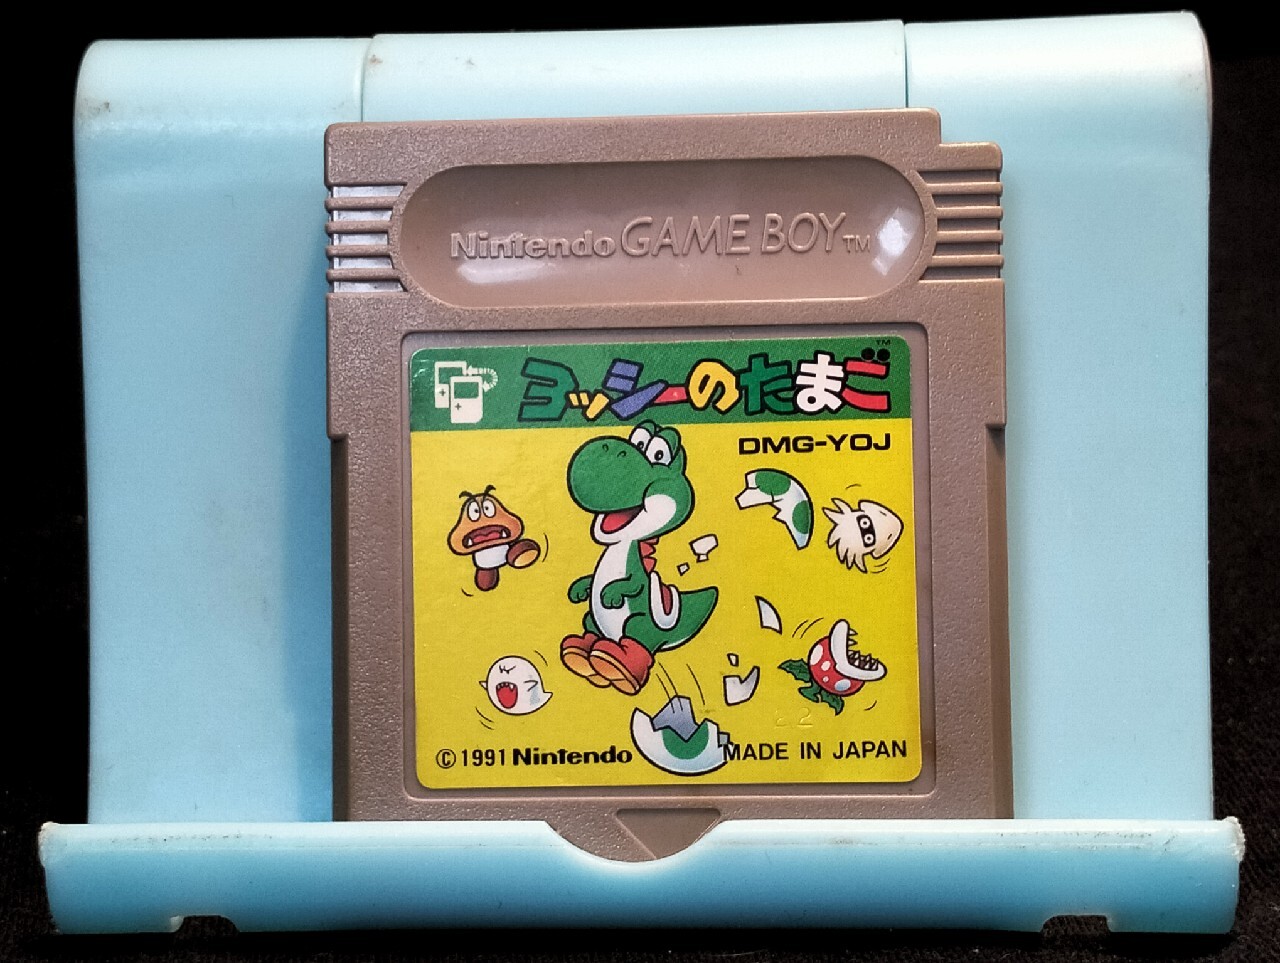 Nintendo GAME BOY TM
ヨッシーのたまご TM
DMG-YOJ
22
© 1991 Nintendo MADE IN JAPAN